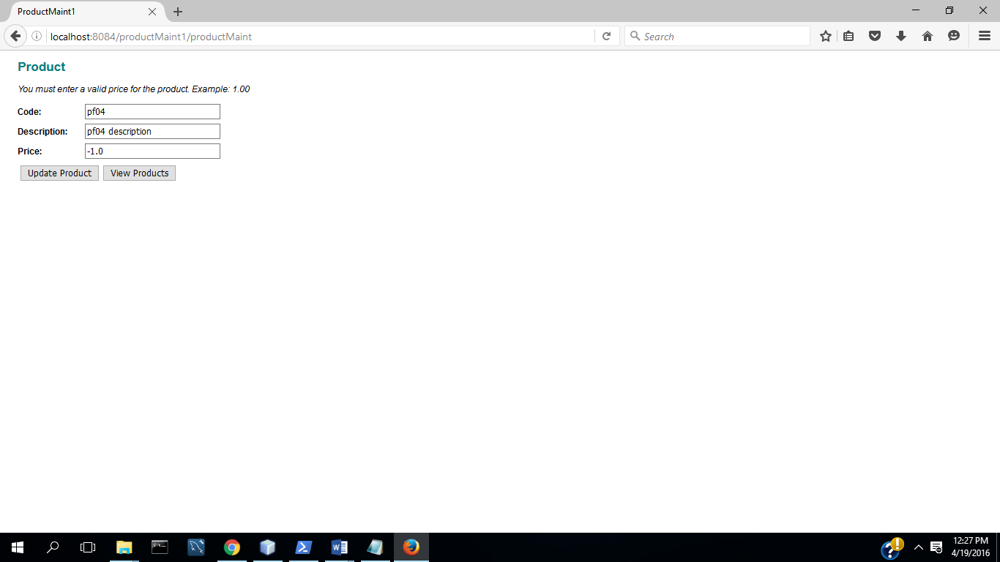 ProductMaint1
localhost:8084/productMaint1/productMaint
Search
Product
You must enter a valid price for the product. Example: 1.00
Code: pf04
Description: pf04 description
Price: -1.0
Update Product View Products
12:27 PM
4/19/2016